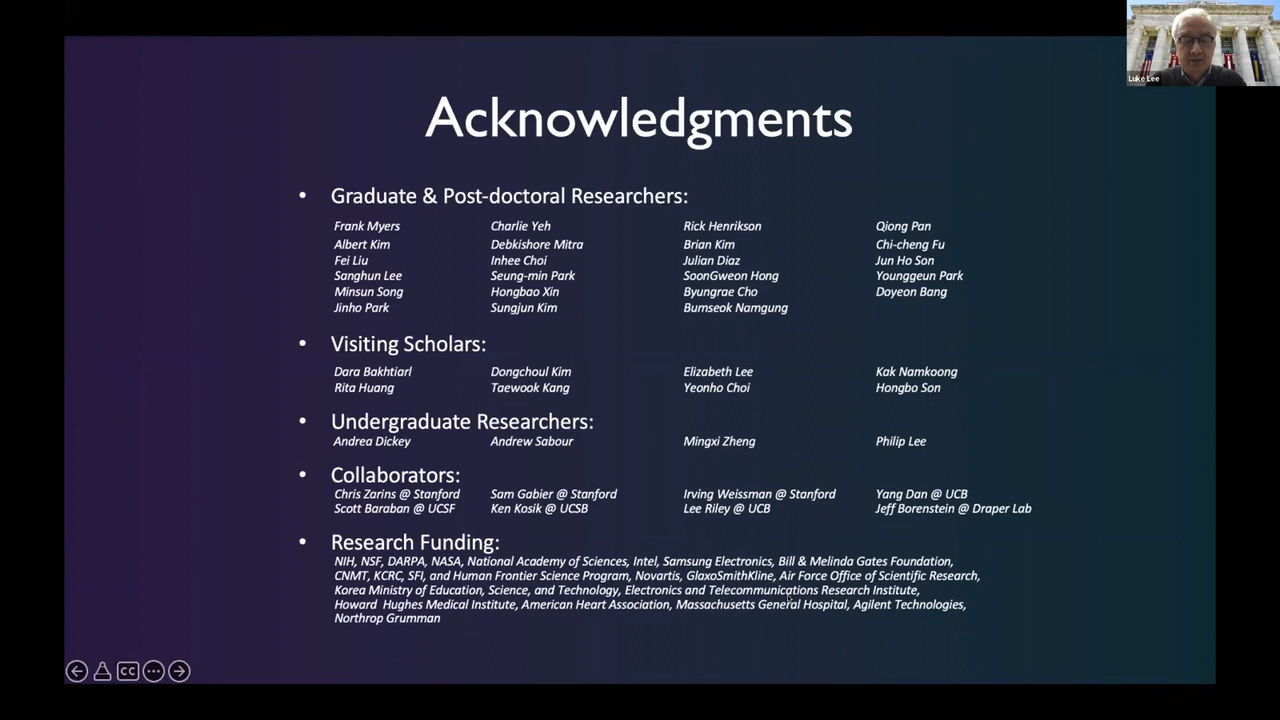 Luke Lee
Acknowledgments
• Graduate & Post-doctoral Researchers:
Frank Myers Charlie Yeh Rick Henrikson Qiong Pan
Albert Kim Debkishore Mitra Brian Kim Chi-cheng Fu
Fei Liu Inhee Choi Julian Diaz Jun Ho Son
Sanghun Lee Seung-min Park SoonGweon Hong Younggeun Park
Minsun Song Hongbao Xin Byungrae Cho Doyeon Bang
Jinho Park Sungjun Kim Bumseok Namgung
• Visiting Scholars:
Dara Bakhtiarl Dongchoul Kim Elizabeth Lee Kak Namkoong
Rita Huang Taewook Kang Yeonho Choi Hongbo Son
• Undergraduate Researchers:
Andrea Dickey Andrew Sabour Mingxi Zheng Philip Lee
• Collaborators:
Chris Zarins @ Stanford Sam Gabier @ Stanford Irving Weissman @ Stanford Yang Dan @ UCB
Scott Baraban @ UCSF Ken Kosik @ UCSB Lee Riley @ UCB Jeff Borenstein @ Draper Lab
• Research Funding:
NIH, NSF, DARPA, NASA, National Academy of Sciences, Intel, Samsung Electronics, Bill & Melinda Gates Foundation,
CNMT, KCRC, SFI, and Human Frontier Science Program, Novartis, GlaxoSmithKline, Air Force Office of Scientific Research,
Korea Ministry of Education, Science, and Technology, Electronics and Telecommunications Research Institute,
Howard Hughes Medical Institute, American Heart Association, Massachusetts General Hospital, Agilent Technologies,
Northrop Grumman
CC